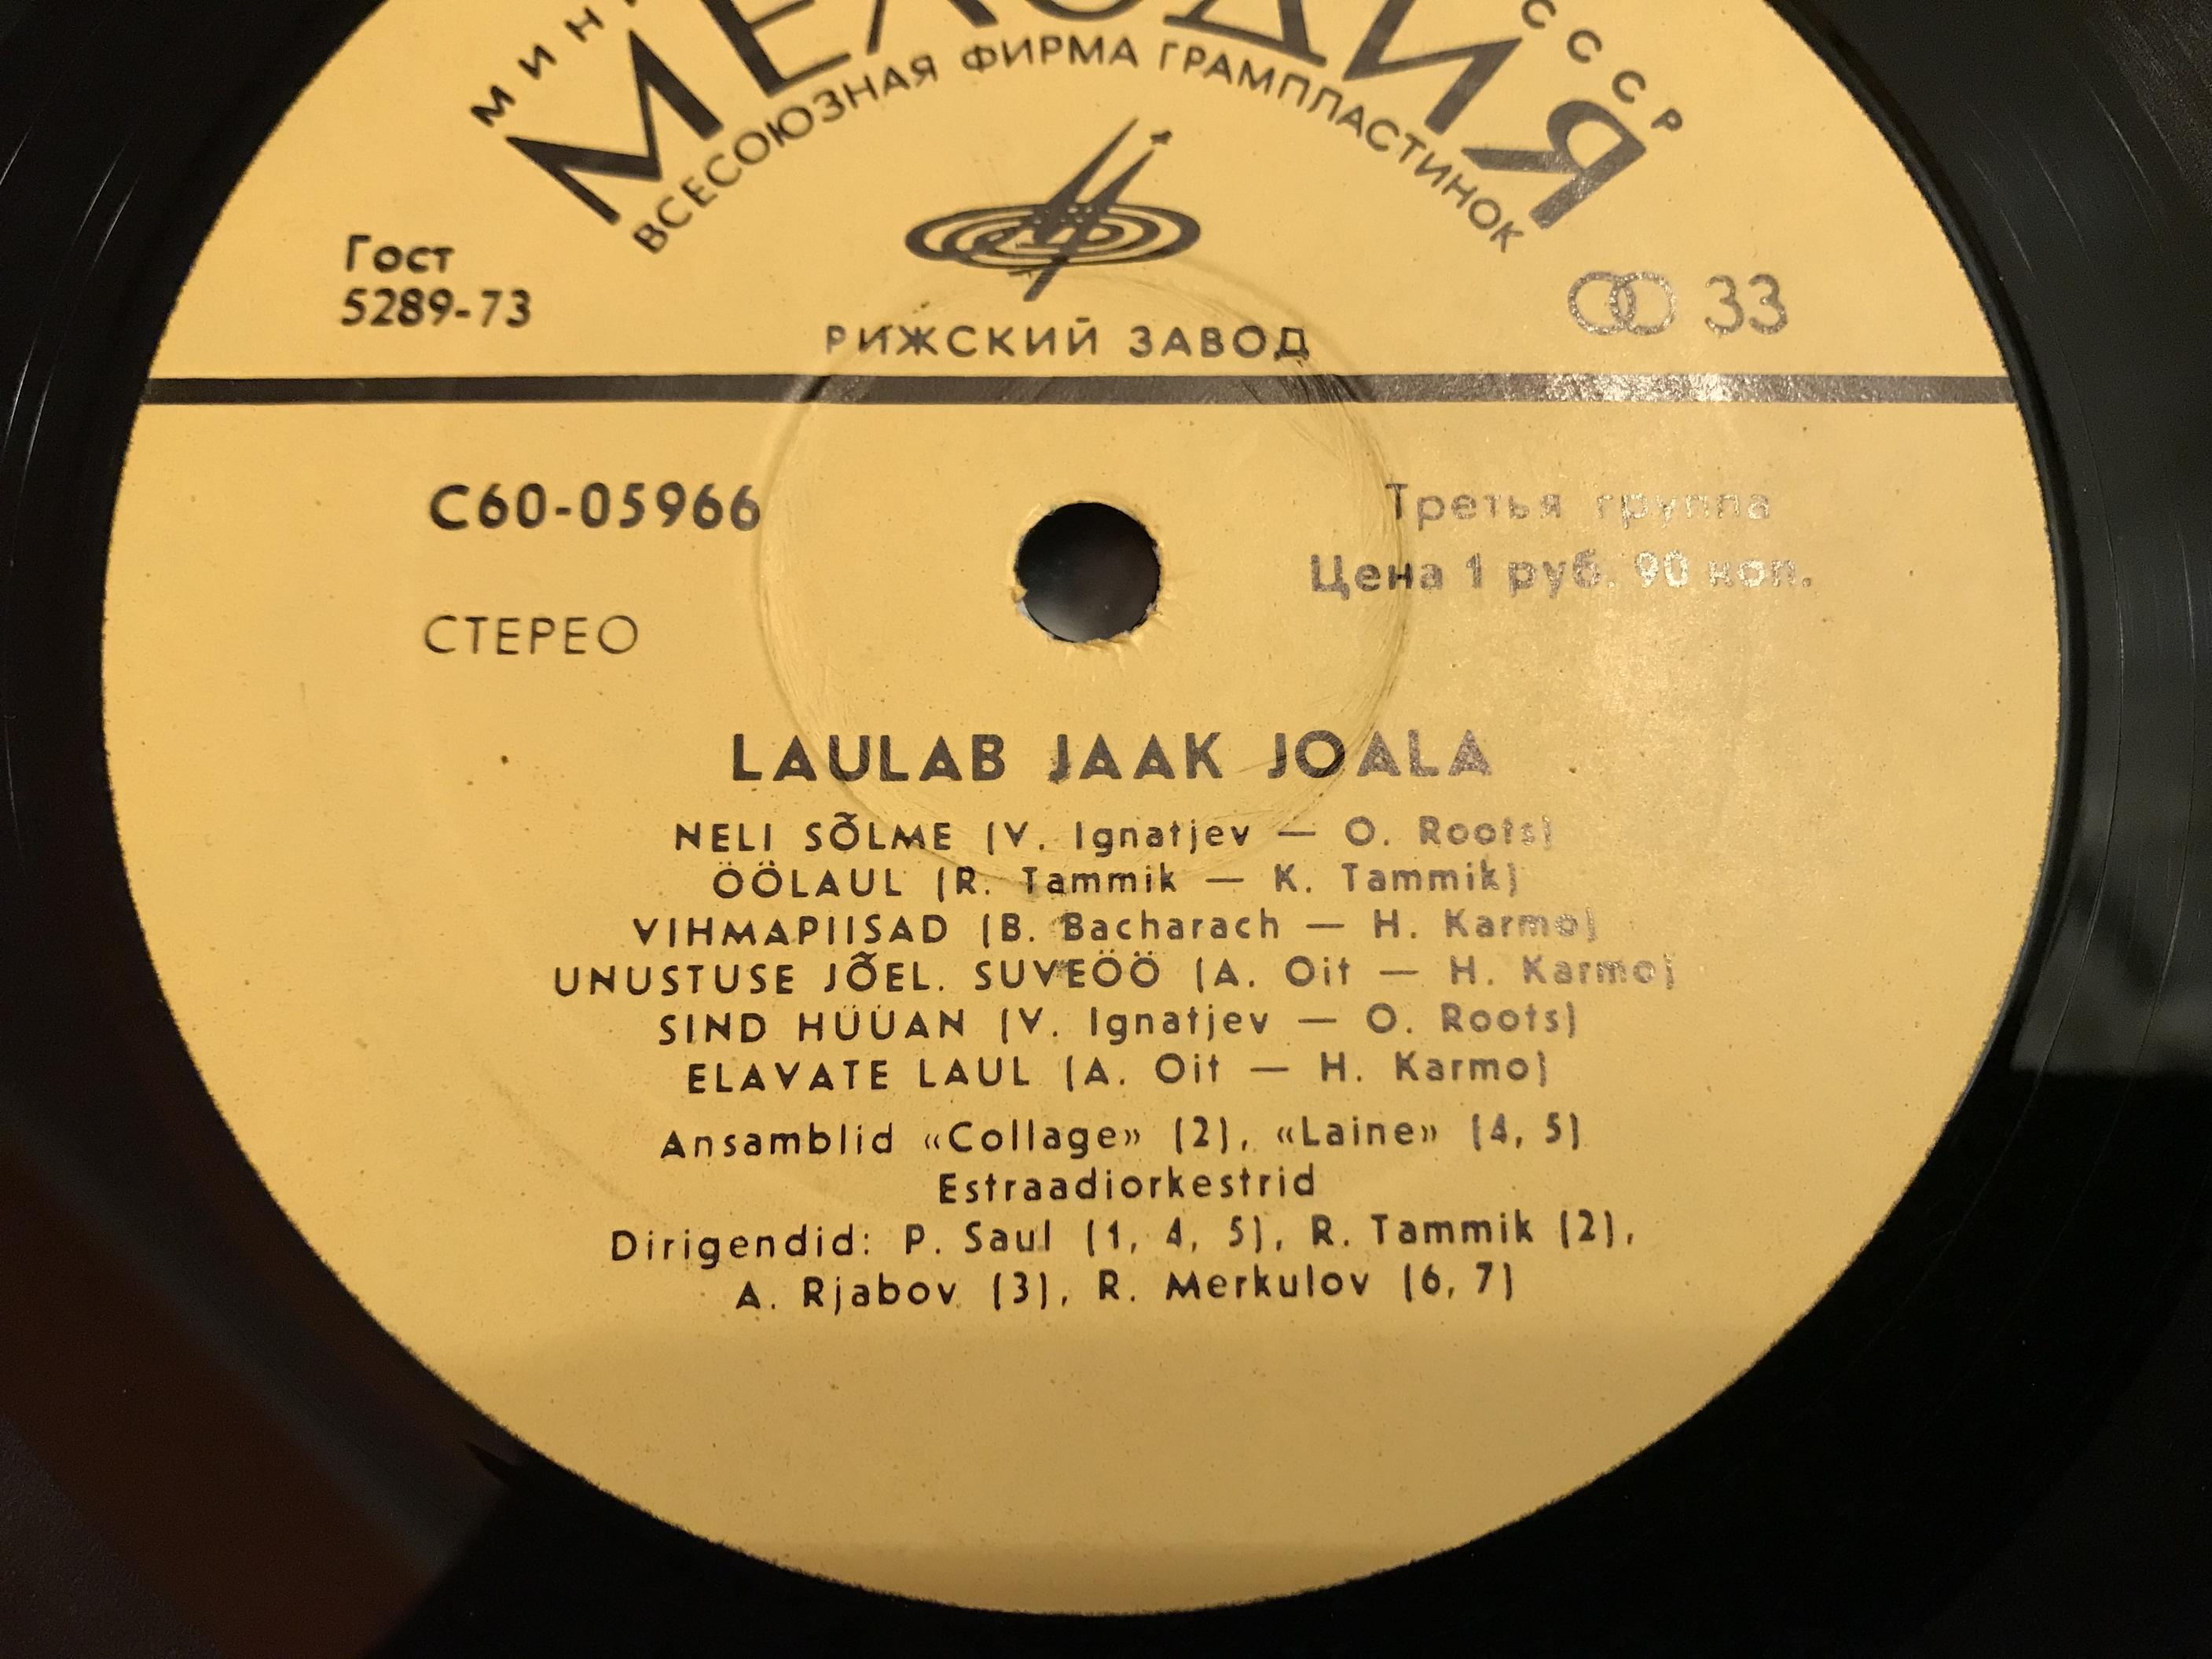 МИН
СССР
МЕЛОДИЯ
ВСЕСОЮЗНАЯ ФИРМА ГРАМПЛАСТИНОК
Гост
5289-73
33
РИЖСКИЙ ЗАВОД
С60-05966
Третья группа
Цена 1 руб. 90 коп.
СТЕРЕО
LAULAB JAAK JOALA
NELI SÕLME (V. Ignatjev — O. Roots)
ÖÖLAUL (R. Tammik — K. Tammik)
VIHMAPIISAD (B. Bacharach — H. Karmo)
UNUSTUSE JÕEL. SUVEÖÖ (A. Oit — H. Karmo)
SIND HÜÜAN (V. Ignatjev — O. Roots)
ELAVATE LAUL (A. Oit — H. Karmo)
Ansamblid «Collage» (2), «Laine» (4, 5)
Estraadiorkestrid
Dirigendid: P. Saul (1, 4, 5), R. Tammik (2),
A. Rjabov (3), R. Merkulov (6, 7)